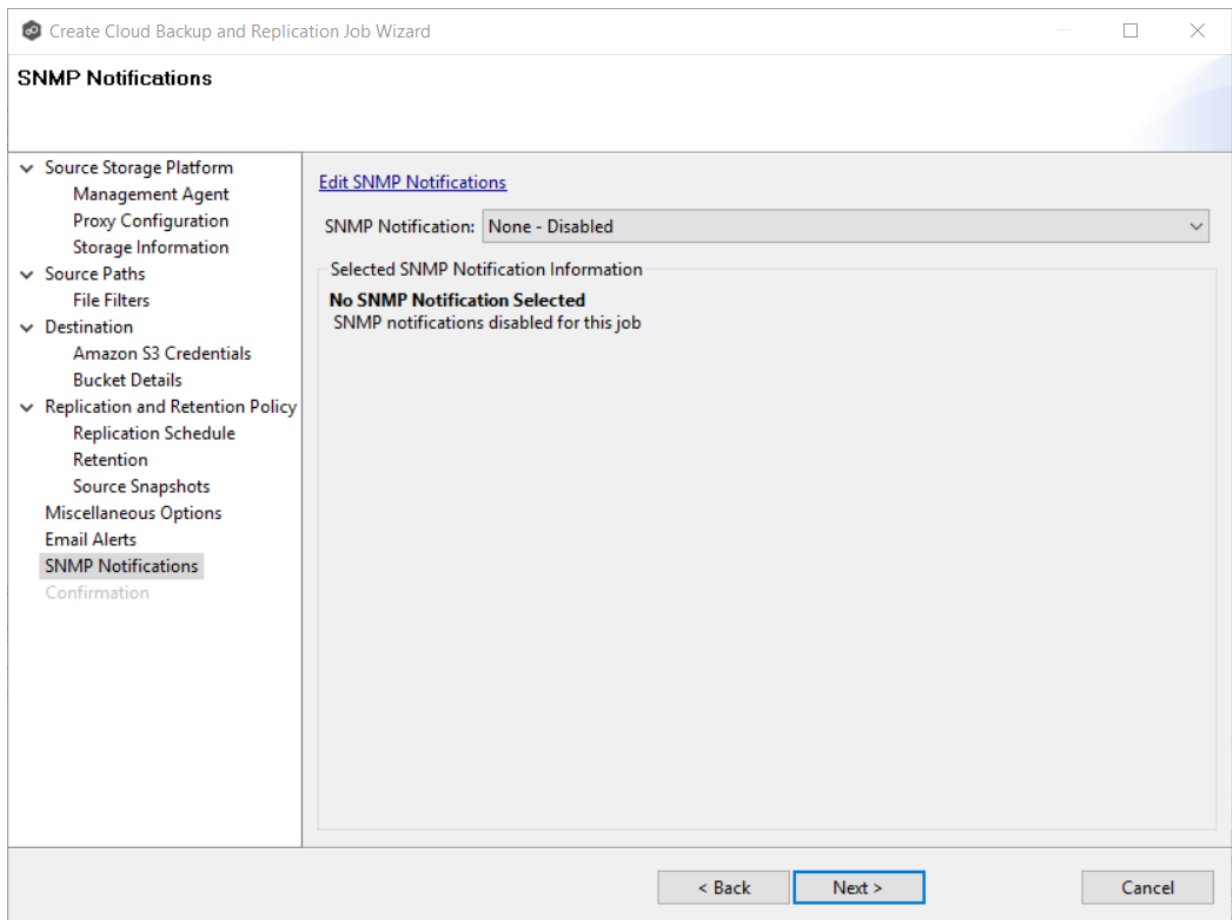 Create Cloud Backup and Replication Job Wizard
SNMP Notifications
Source Storage Platform
Management Agent
Proxy Configuration
Storage Information
Source Paths
File Filters
Destination
Amazon S3 Credentials
Bucket Details
Replication and Retention Policy
Replication Schedule
Retention
Source Snapshots
Miscellaneous Options
Email Alerts
SNMP Notifications
Confirmation
Edit SNMP Notifications
SNMP Notification: None - Disabled
Selected SNMP Notification Information
No SNMP Notification Selected
SNMP notifications disabled for this job
< Back Next > Cancel